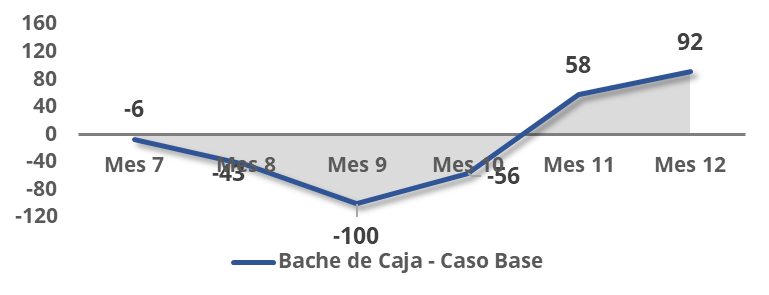 160
120
80
40
0
-40
-80
-120
-6
-43
-100
-56
58
92
Mes 7
Mes 8
Mes 9
Mes 10
Mes 11
Mes 12
Bache de Caja - Caso Base